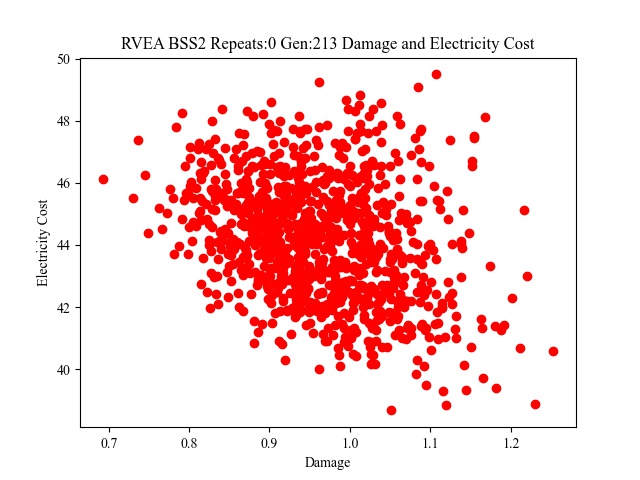 RVEA BSS2 Repeats:0 Gen:213 Damage and Electricity Cost
50
48
46
44
42
40
Electricity Cost
0.7 0.8 0.9 1.0 1.1 1.2
Damage